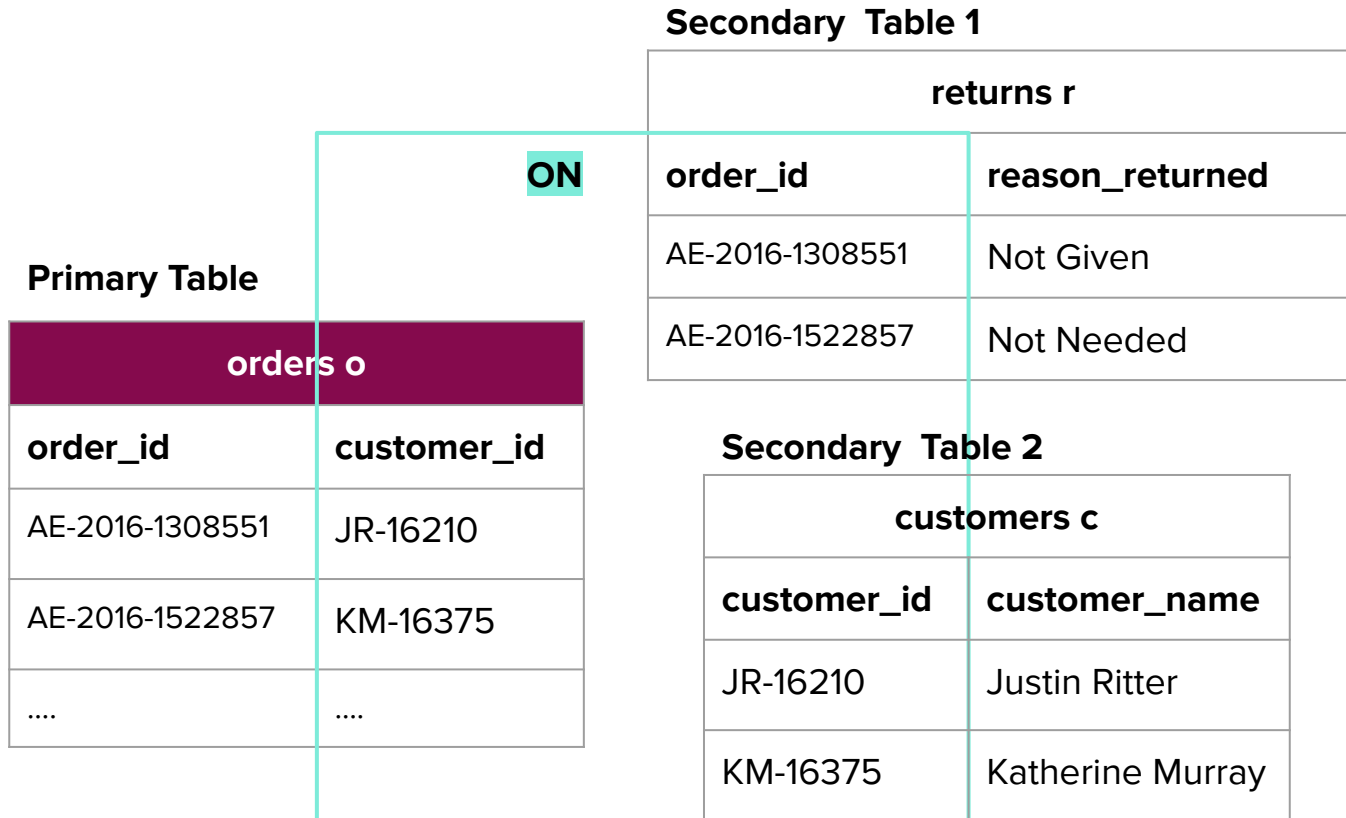 Secondary Table 1
returns r
ON
order_id reason_returned
AE-2016-1308551 Not Given
AE-2016-1522857 Not Needed
Primary Table
orders o
order_id customer_id
AE-2016-1308551 JR-16210
AE-2016-1522857 KM-16375
.... ....
Secondary Table 2
customers c
customer_id customer_name
JR-16210 Justin Ritter
KM-16375 Katherine Murray